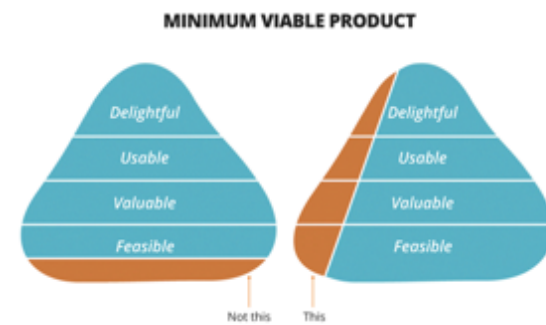 MINIMUM VIABLE PRODUCT
Delightful
Usable
Valuable
Feasible
Not this
Delightful
Usable
Valuable
Feasible
This